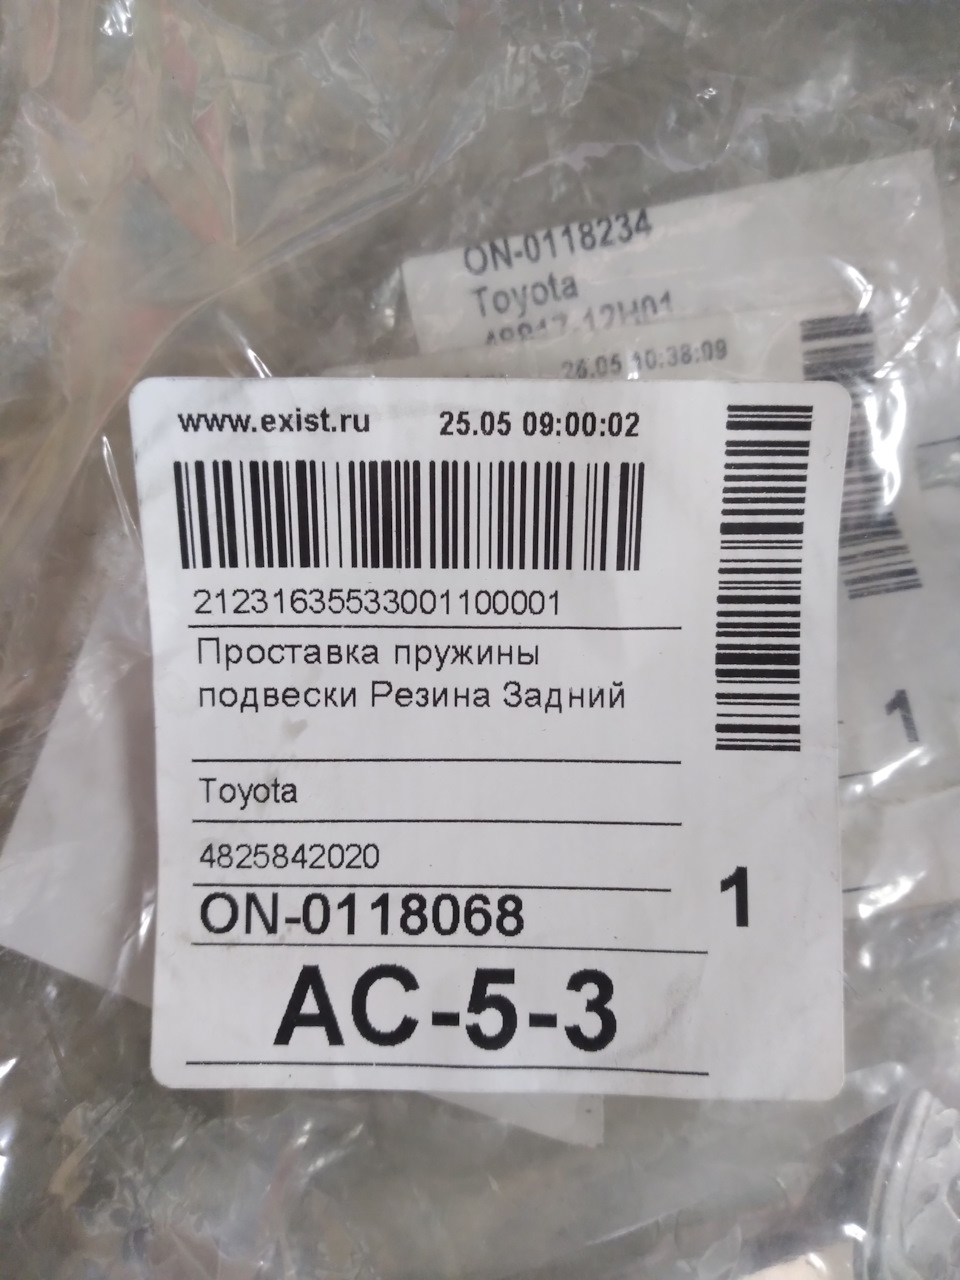 ON-0118234
Toyota
26.05 10:38:09
www.exist.ru 25.05 09:00:02
21231635533001100001
Проставка пружины
подвески Резина Задний
Toyota
4825842020
ON-0118068
1
AC-5-3
1